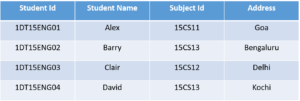 Student Id Student Name Subject Id Address
1DT15ENG01 Alex 15CS11 Goa
1DT15ENG02 Barry 15CS13 Bengaluru
1DT15ENG03 Clair 15CS12 Delhi
1DT15ENG04 David 15CS13 Kochi